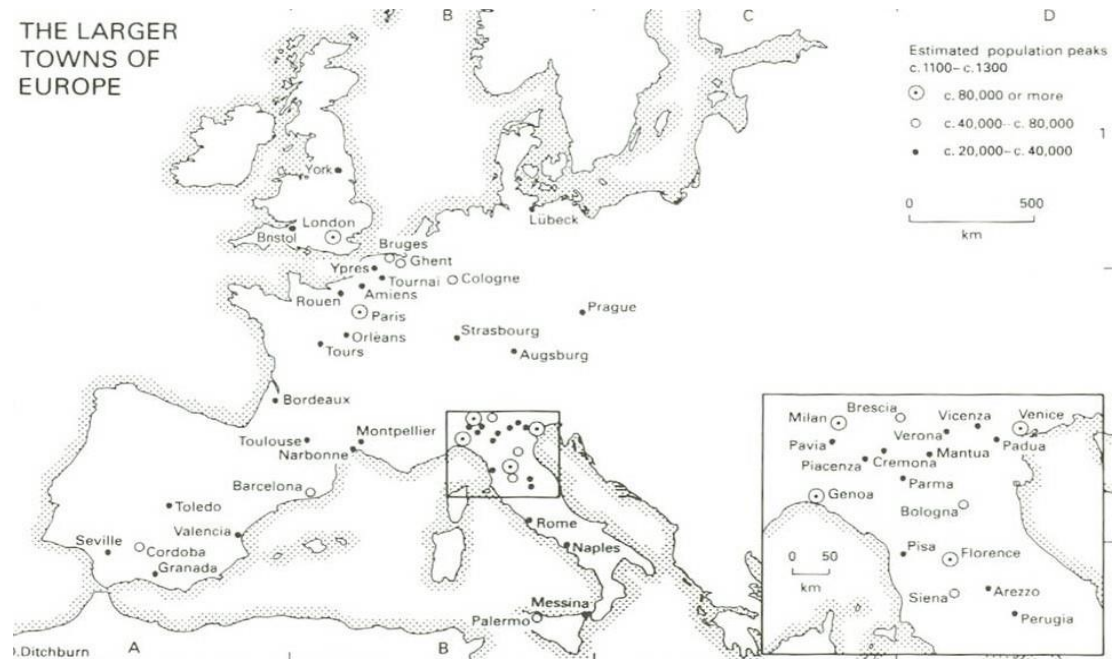 B
C
D
THE LARGER
TOWNS OF
EUROPE
Estimated population peaks
c.1100–c.1300
c. 80,000 or more
c. 40,000–c. 80,000
c. 20,000–c. 40,000
1
0 500
km
York
London
Bristol
Lübeck
Bruges
Ghent
Ypres
Tournai
Cologne
Amiens
Rouen
Paris
Prague
Orlèans
Strasbourg
Tours
Augsburg
Bordeaux
Toulouse
Montpellier
Narbonne
Barcelona
Toledo
Valencia
Seville
Cordoba
Granada
Rome
Naples
Messina
Palermo
Milan
Brescia
Vicenza
Venice
Pavia
Verona
Padua
Piacenza
Cremona
Mantua
Parma
Genoa
Bologna
0 50
km
Pisa
Florence
Siena
Arezzo
Perugia
D.Ditchburn
A
B